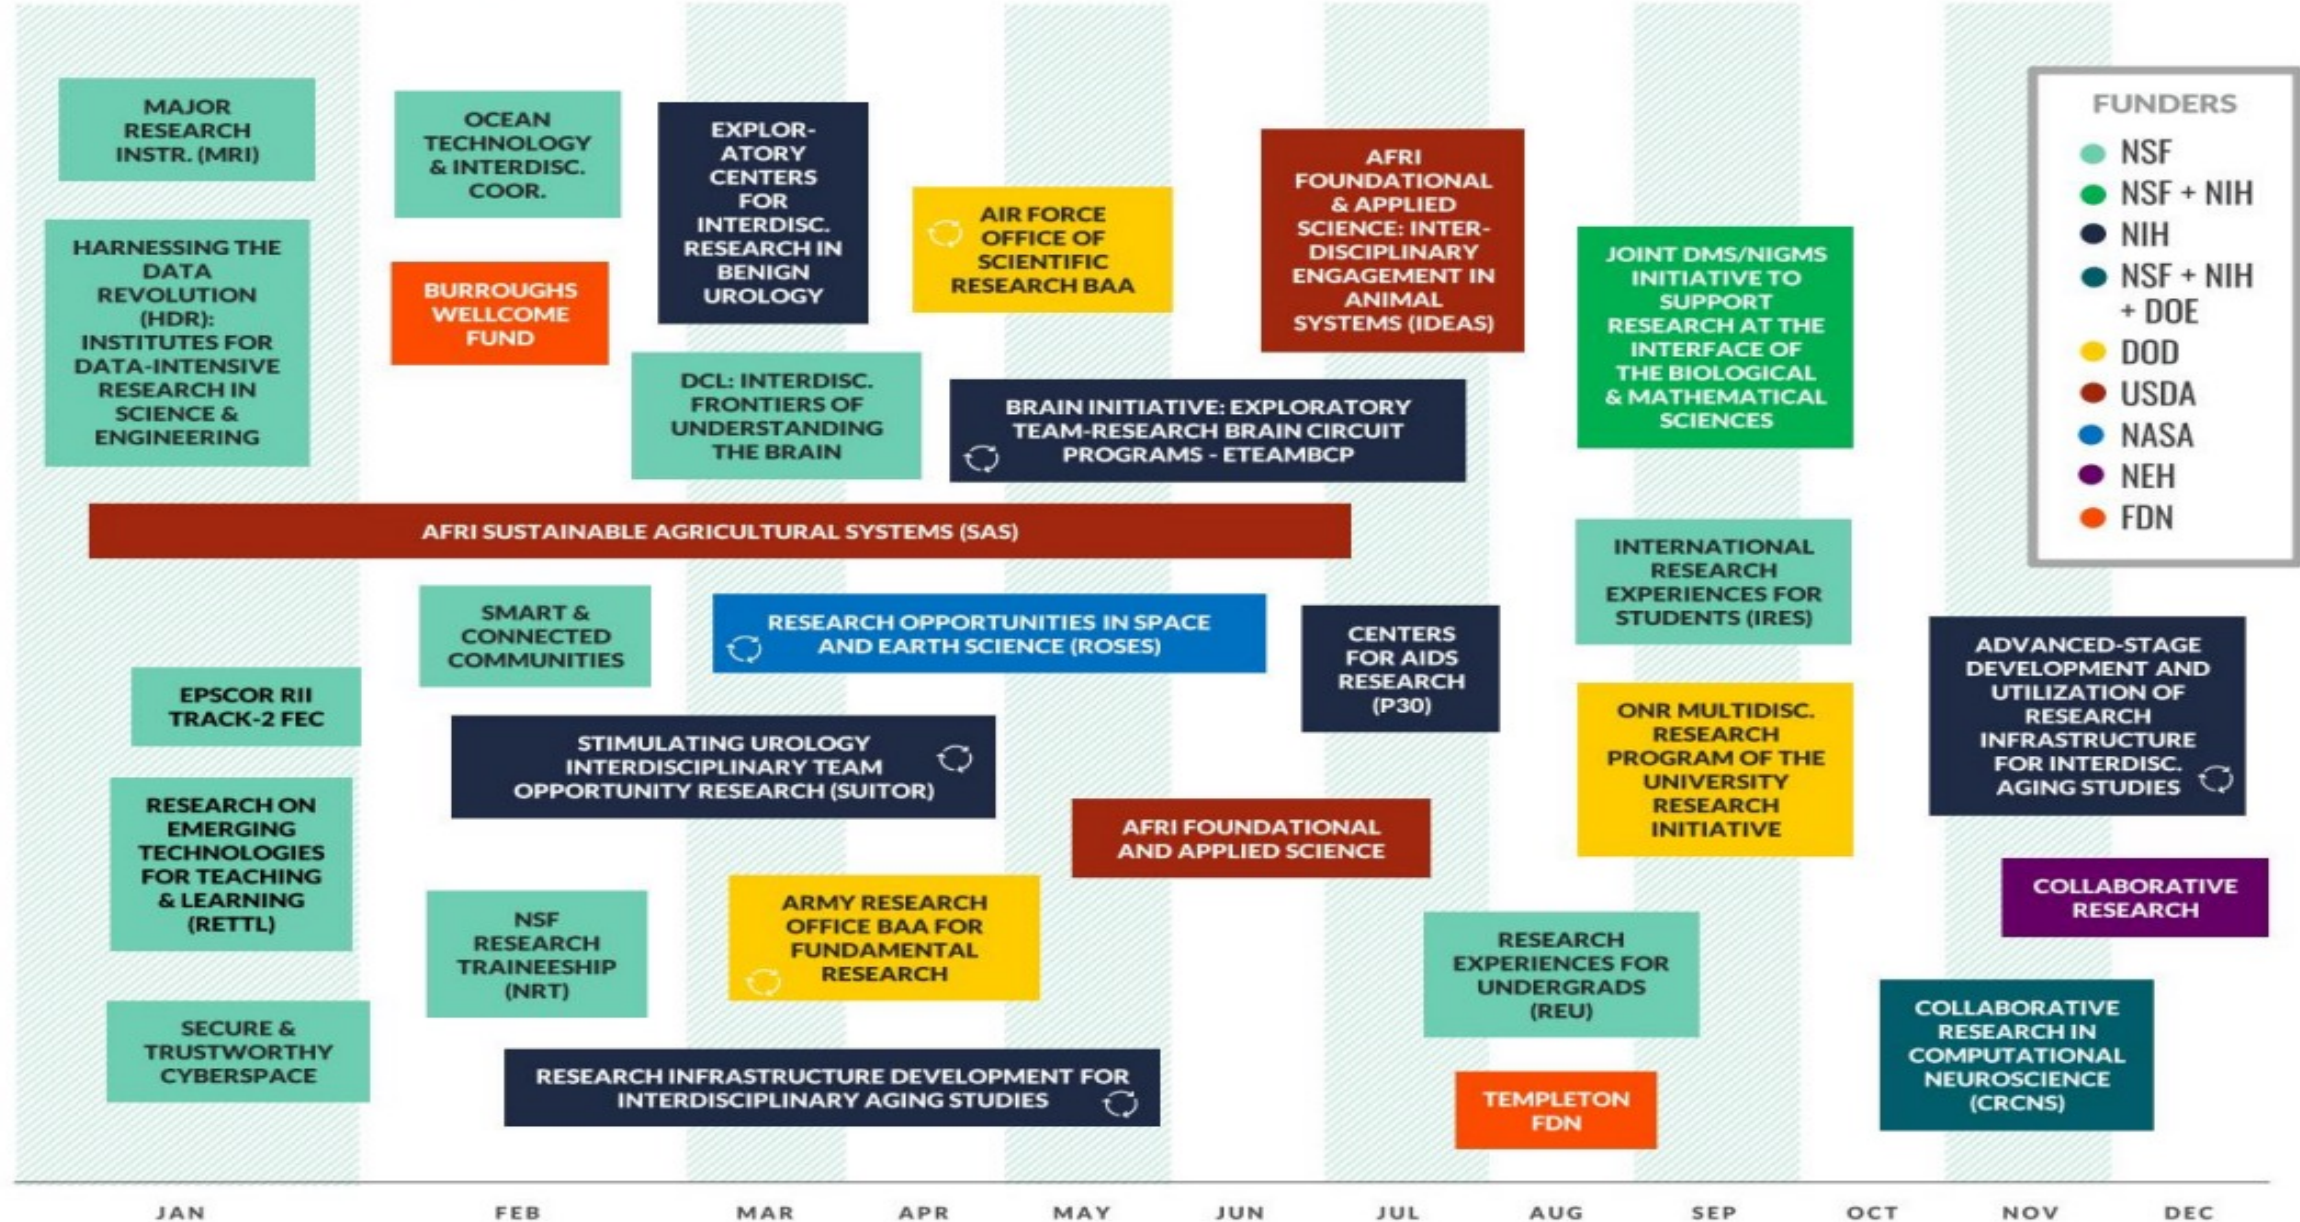 MAJOR
RESEARCH
INSTR. (MRI)
HARNESSING THE
DATA
REVOLUTION
(HDR):
INSTITUTES FOR
DATA-INTENSIVE
RESEARCH IN
SCIENCE &
ENGINEERING
OCEAN
TECHNOLOGY
& INTERDISC.
COOR.
BURROUGHS
WELLCOME
FUND
EXPLOR-
ATORY
CENTERS
FOR
INTERDISC.
RESEARCH IN
BENIGN
UROLOGY
DCL: INTERDISC.
FRONTIERS OF
UNDERSTANDING
THE BRAIN
AIR FORCE
OFFICE OF
SCIENTIFIC
RESEARCH BAA
BRAIN INITIATIVE: EXPLORATORY
TEAM-RESEARCH BRAIN CIRCUIT
PROGRAMS - ETEAMBCP
AFRI
FOUNDATIONAL
& APPLIED
SCIENCE: INTER-
DISCIPLINARY
ENGAGEMENT IN
ANIMAL
SYSTEMS (IDEAS)
JOINT DMS/NIGMS
INITIATIVE TO
SUPPORT
RESEARCH AT THE
INTERFACE OF
THE BIOLOGICAL
& MATHEMATICAL
SCIENCES
FUNDERS
NSF
NSF + NIH
NIH
NSF + NIH
+ DOE
DOD
USDA
NASA
NEH
FDN
AFRI SUSTAINABLE AGRICULTURAL SYSTEMS (SAS)
EPSCOR RII
TRACK-2 FEC
RESEARCH ON
EMERGING
TECHNOLOGIES
FOR TEACHING
& LEARNING
(RETTL)
SECURE &
TRUSTWORTHY
CYBERSPACE
SMART &
CONNECTED
COMMUNITIES
RESEARCH OPPORTUNITIES IN SPACE
AND EARTH SCIENCE (ROSES)
STIMULATING UROLOGY
INTERDISCIPLINARY TEAM
OPPORTUNITY RESEARCH (SUITOR)
NSF
RESEARCH
TRAINEESHIP
(NRT)
ARMY RESEARCH
OFFICE BAA FOR
FUNDAMENTAL
RESEARCH
RESEARCH INFRASTRUCTURE DEVELOPMENT FOR
INTERDISCIPLINARY AGING STUDIES
CENTERS
FOR AIDS
RESEARCH
(P30)
AFRI FOUNDATIONAL
AND APPLIED SCIENCE
INTERNATIONAL
RESEARCH
EXPERIENCES FOR
STUDENTS (IRES)
ONR MULTIDISC.
RESEARCH
PROGRAM OF THE
UNIVERSITY
RESEARCH
INITIATIVE
RESEARCH
EXPERIENCES FOR
UNDERGRADS
(REU)
TEMPLETON
FDN
ADVANCED-STAGE
DEVELOPMENT AND
UTILIZATION OF
RESEARCH
INFRASTRUCTURE
FOR INTERDISC.
AGING STUDIES
COLLABORATIVE
RESEARCH
COLLABORATIVE
RESEARCH IN
COMPUTATIONAL
NEUROSCIENCE
(CRCNS)
JAN FEB MAR APR MAY JUN JUL AUG SEP OCT NOV DEC